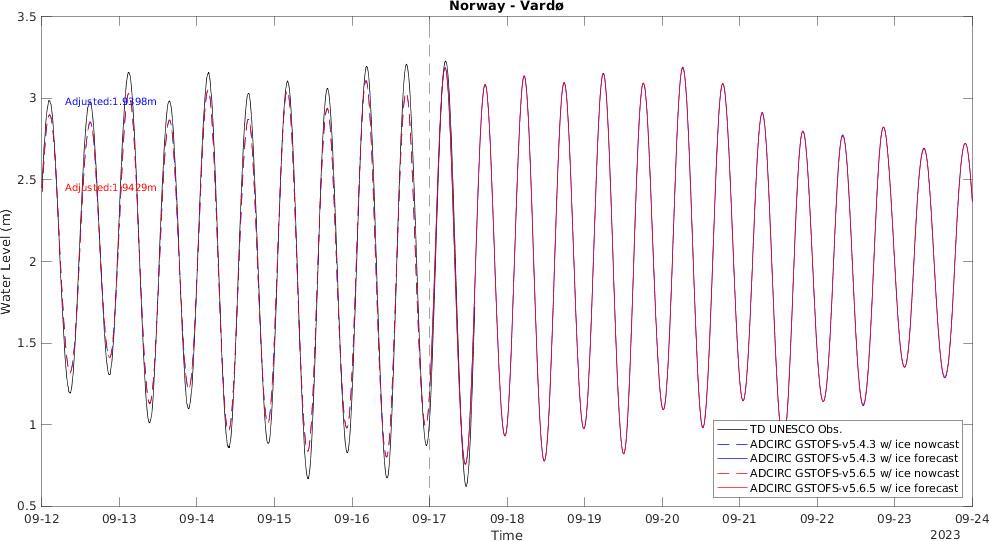 Norway - Vardø
3.5
3
2.5
2
1.5
1
0.5
Water Level (m)
Adjusted:1.9398m
Adjusted:1.9429m
TD UNESCO Obs.
ADCIRC GSTOFS-v5.4.3 w/ ice nowcast
ADCIRC GSTOFS-v5.4.3 w/ ice forecast
ADCIRC GSTOFS-v5.6.5 w/ ice nowcast
ADCIRC GSTOFS-v5.6.5 w/ ice forecast
09-12 09-13 09-14 09-15 09-16 09-17 09-18 09-19 09-20 09-21 09-22 09-23 09-24
Time
2023